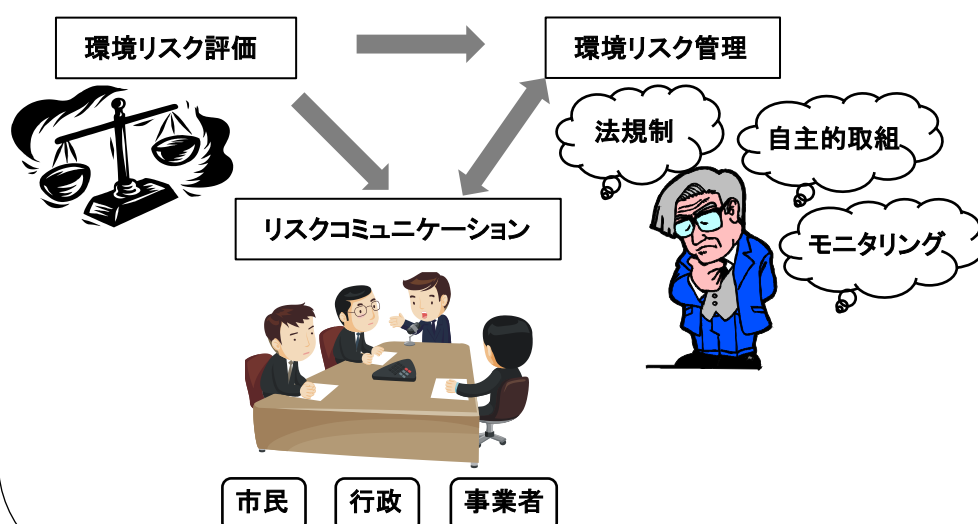 環境リスク評価
環境リスク管理
法規制
自主的取組
モニタリング
リスクコミュニケーション
市民
行政
事業者